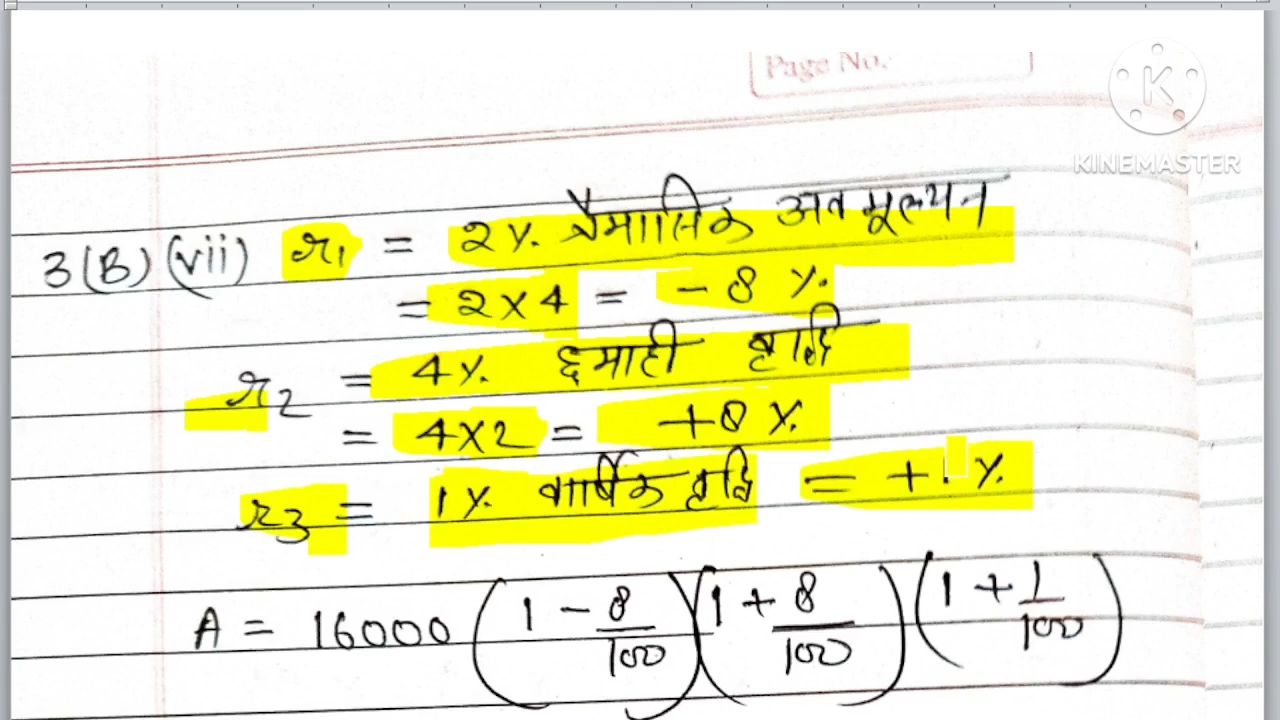 Page No.
KINEMASTER
3(B) (vii) r₁ = 2%. त्रैमासिक अवमूल्यन
= 2 × 4 = - 8 %.
r₂ = 4%. छमाही वृद्धि
= 4×2 = +8 %.
r₃ = 1%. वार्षिक वृद्धि = +1 %.
A = 16000 (1 - 8/100)(1 + 8/100)(1 + 1/100)